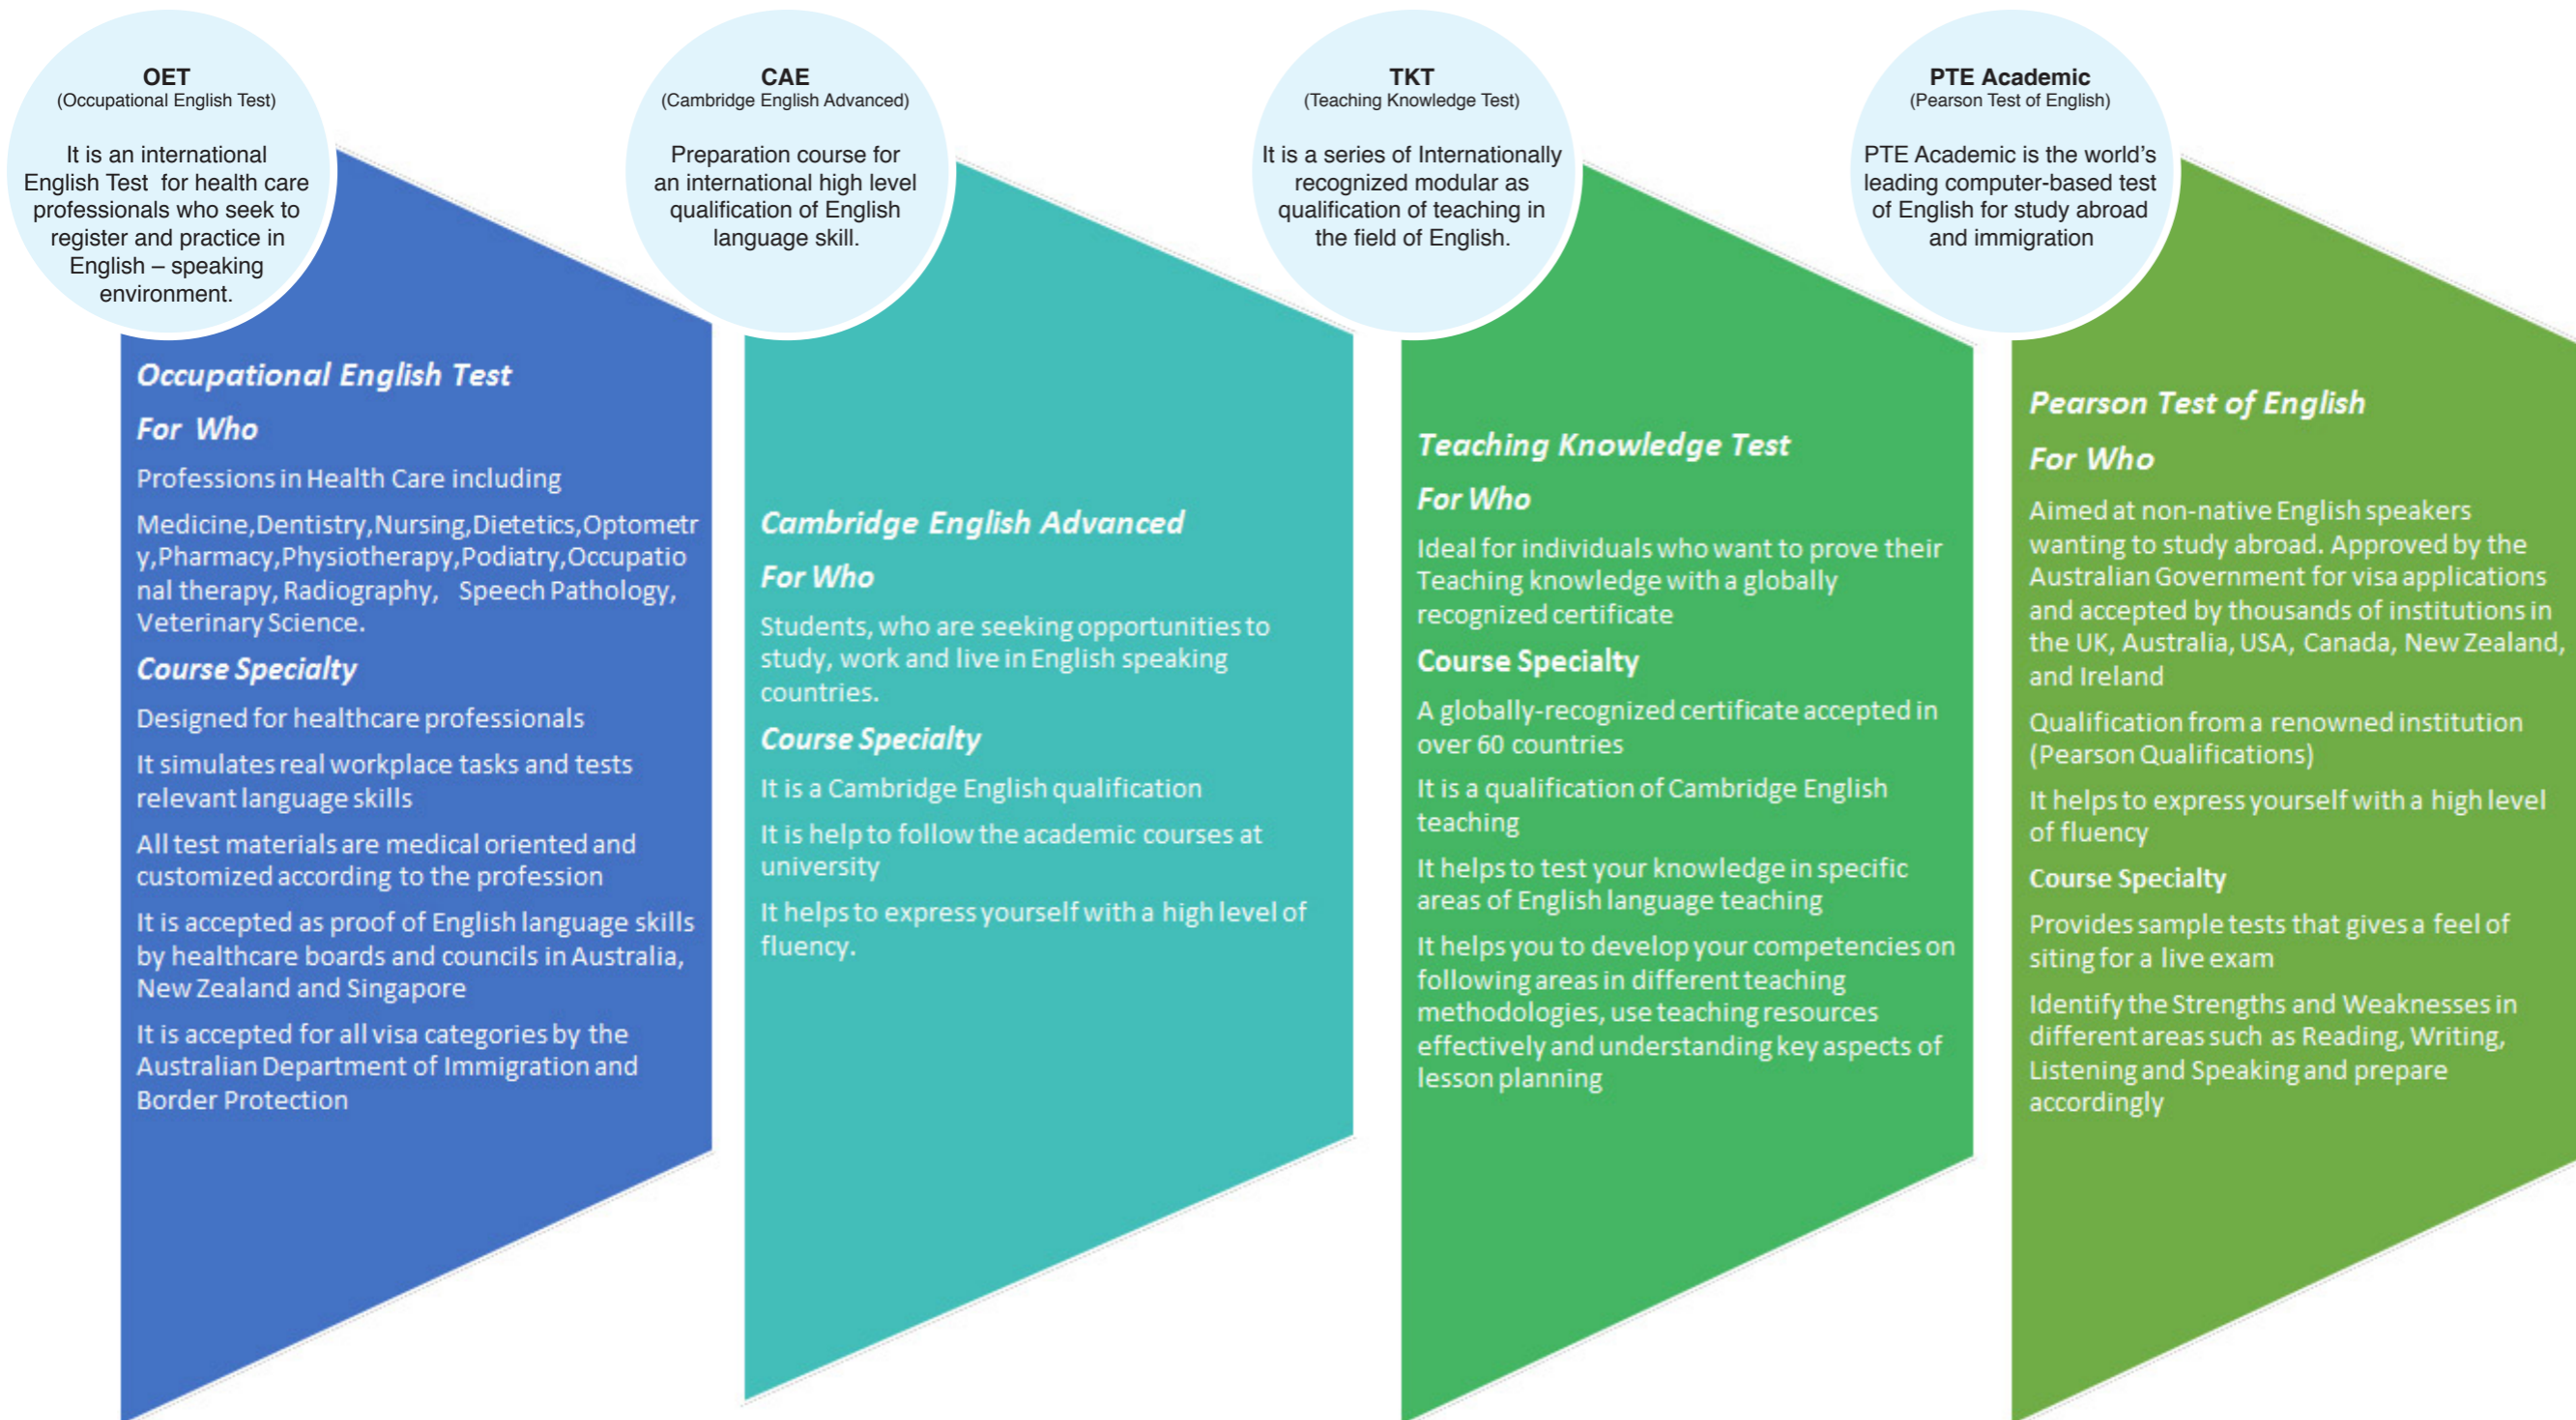 OET
(Occupational English Test)
It is an international
English Test for health care
professionals who seek to
register and practice in
English – speaking
environment.
Occupational English Test
For Who
Professions in Health Care including
Medicine,Dentistry,Nursing,Dietetics,Optometr
y,Pharmacy,Physiotherapy,Podiatry,Occupatio
nal therapy, Radiography, Speech Pathology,
Veterinary Science.
Course Specialty
Designed for healthcare professionals
It simulates real workplace tasks and tests
relevant language skills
All test materials are medical oriented and
customized according to the profession
It is accepted as proof of English language skills
by healthcare boards and councils in Australia,
New Zealand and Singapore
It is accepted for all visa categories by the
Australian Department of Immigration and
Border Protection
CAE
(Cambridge English Advanced)
Preparation course for
an international high level
qualification of English
language skill.
Cambridge English Advanced
For Who
Students, who are seeking opportunities to
study, work and live in English speaking
countries.
Course Specialty
It is a Cambridge English qualification
It is help to follow the academic courses at
university
It helps to express yourself with a high level of
fluency.
TKT
(Teaching Knowledge Test)
It is a series of Internationally
recognized modular as
qualification of teaching in
the field of English.
Teaching Knowledge Test
For Who
Ideal for individuals who want to prove their
Teaching knowledge with a globally
recognized certificate
Course Specialty
A globally-recognized certificate accepted in
over 60 countries
It is a qualification of Cambridge English
teaching
It helps to test your knowledge in specific
areas of English language teaching
It helps you to develop your competencies on
following areas in different teaching
methodologies, use teaching resources
effectively and understanding key aspects of
lesson planning
PTE Academic
(Pearson Test of English)
PTE Academic is the world's
leading computer-based test
of English for study abroad
and immigration
Pearson Test of English
For Who
Aimed at non-native English speakers
wanting to study abroad. Approved by the
Australian Government for visa applications
and accepted by thousands of institutions in
the UK, Australia, USA, Canada, New Zealand,
and Ireland
Qualification from a renowned institution
(Pearson Qualifications)
It helps to express yourself with a high level
of fluency
Course Specialty
Provides sample tests that gives a feel of
siting for a live exam
Identify the Strengths and Weaknesses in
different areas such as Reading, Writing,
Listening and Speaking and prepare
accordingly